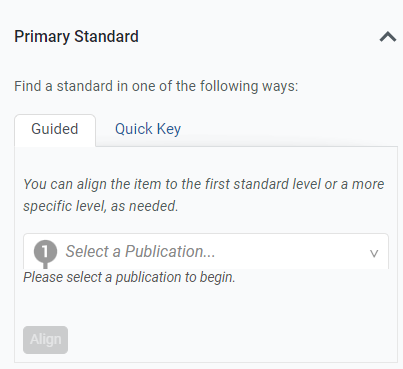 Primary Standard
Find a standard in one of the following ways:
Guided Quick Key
You can align the item to the first standard level or a more
specific level, as needed.
1 Select a Publication...
Please select a publication to begin.
Align